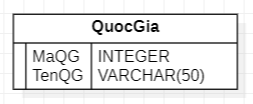 QuocGia
MaQG INTEGER
TenQG VARCHAR(50)